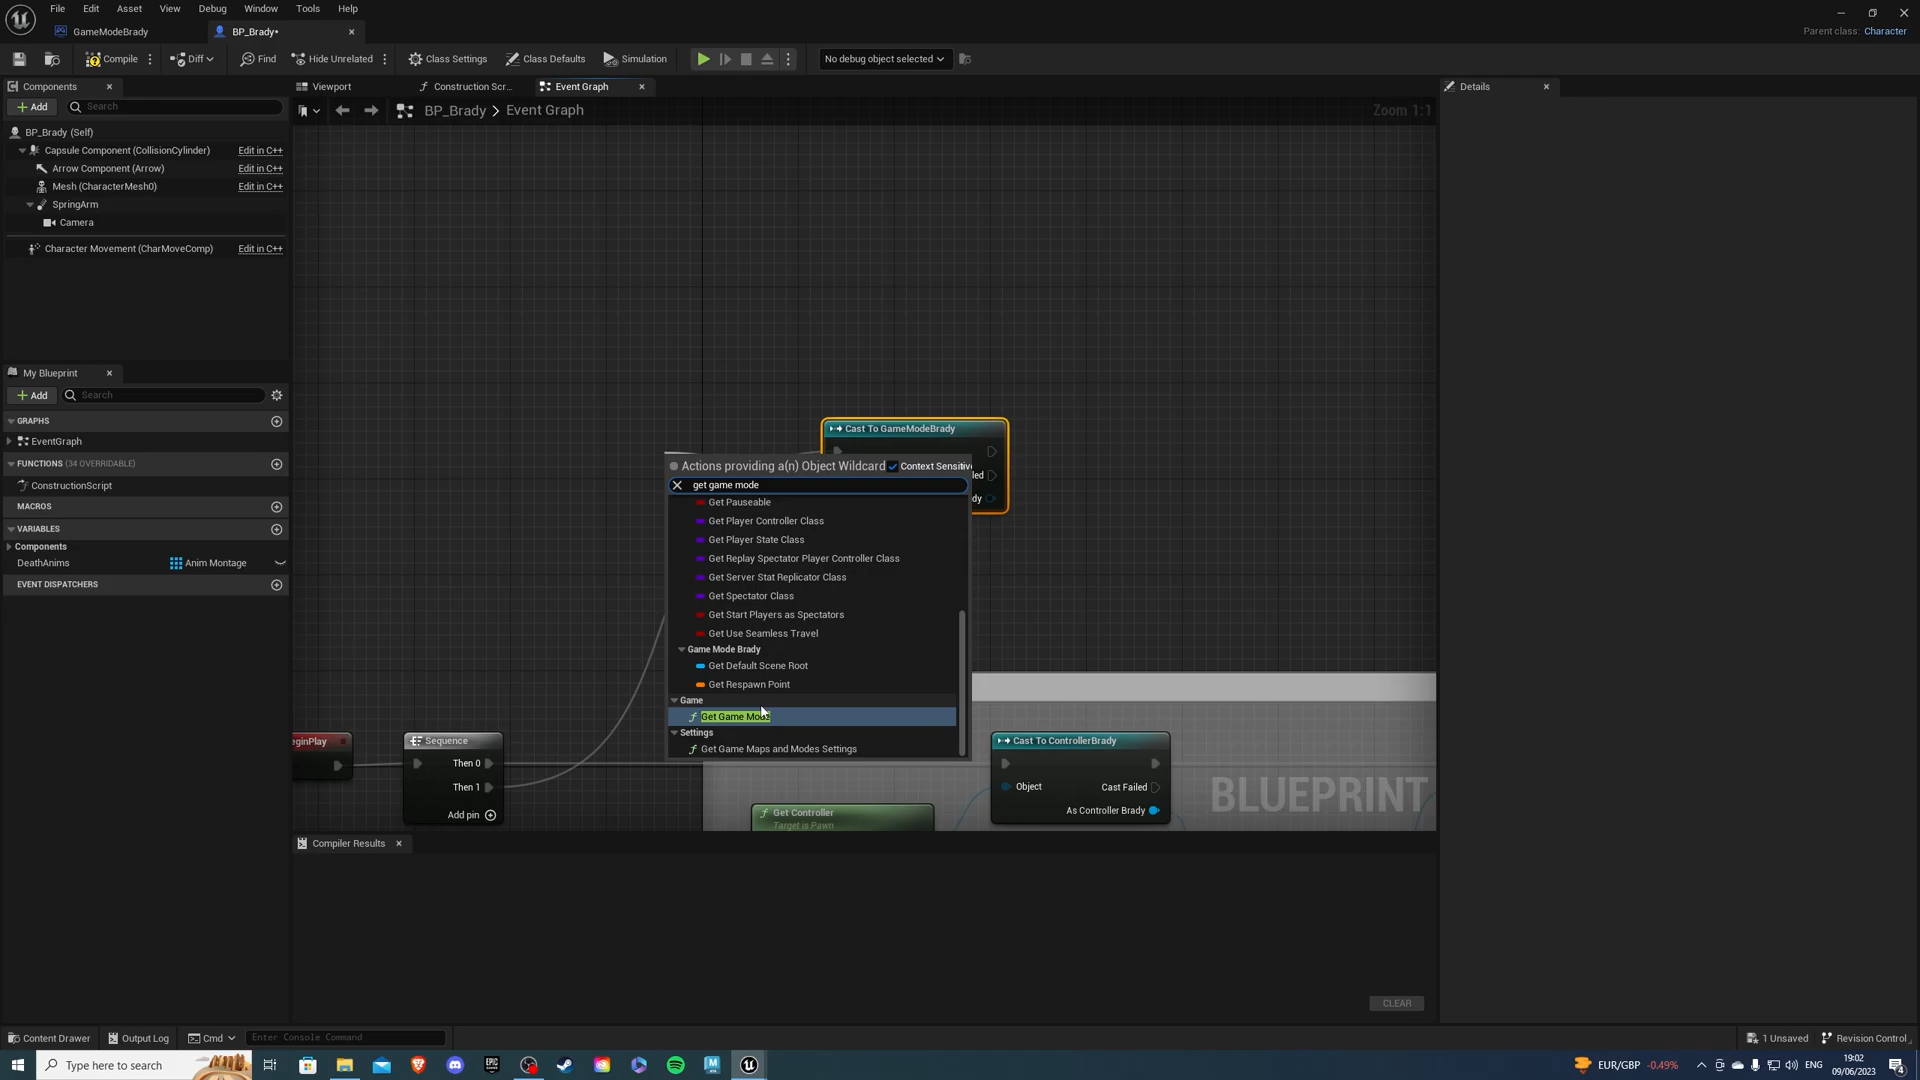 File Edit Asset View Debug Window Tools Help
GameModeBrady
BP_Brady•
Parent class: Character
Compile
Diff
Find
Hide Unrelated
Class Settings
Class Defaults
Simulation
No debug object selected
Components
Add
Search
BP_Brady (Self)
Capsule Component (CollisionCylinder) Edit in C++
Arrow Component (Arrow) Edit in C++
Mesh (CharacterMesh0) Edit in C++
SpringArm
Camera
Character Movement (CharMoveComp) Edit in C++
My Blueprint
Add
Search
GRAPHS
EventGraph
FUNCTIONS (34 OVERRIDABLE)
ConstructionScript
MACROS
VARIABLES
Components
DeathAnims Anim Montage
EVENT DISPATCHERS
Viewport
Construction Scr...
Event Graph
BP_Brady > Event Graph
Zoom 1:1
Cast To GameModeBrady
led
dy
Actions providing a(n) Object Wildcard
Context Sensitive
get game mode
Get Pauseable
Get Player Controller Class
Get Player State Class
Get Replay Spectator Player Controller Class
Get Server Stat Replicator Class
Get Spectator Class
Get Start Players as Spectators
Get Use Seamless Travel
Game Mode Brady
Get Default Scene Root
Get Respawn Point
Game
Get Game Mode
Settings
Get Game Maps and Modes Settings
eginPlay
Sequence
Then 0
Then 1
Add pin
Get Controller
Target is Pawn
Cast To ControllerBrady
Object
Cast Failed
As Controller Brady
BLUEPRINT
Compiler Results
CLEAR
Details
Content Drawer
Output Log
Cmd
Enter Console Command
1 Unsaved
Revision Control
Type here to search
EUR/GBP -0.49%
ENG
19:02
09/06/2023
4